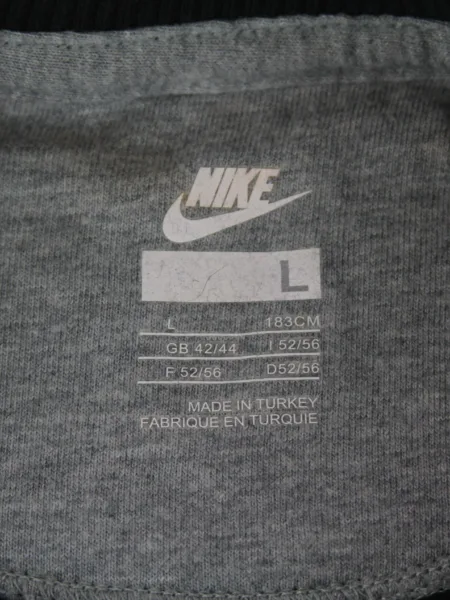 NIKE
L
L 183CM
GB 42/44 I 52/56
F 52/56 D52/56
MADE IN TURKEY
FABRIQUE EN TURQUIE